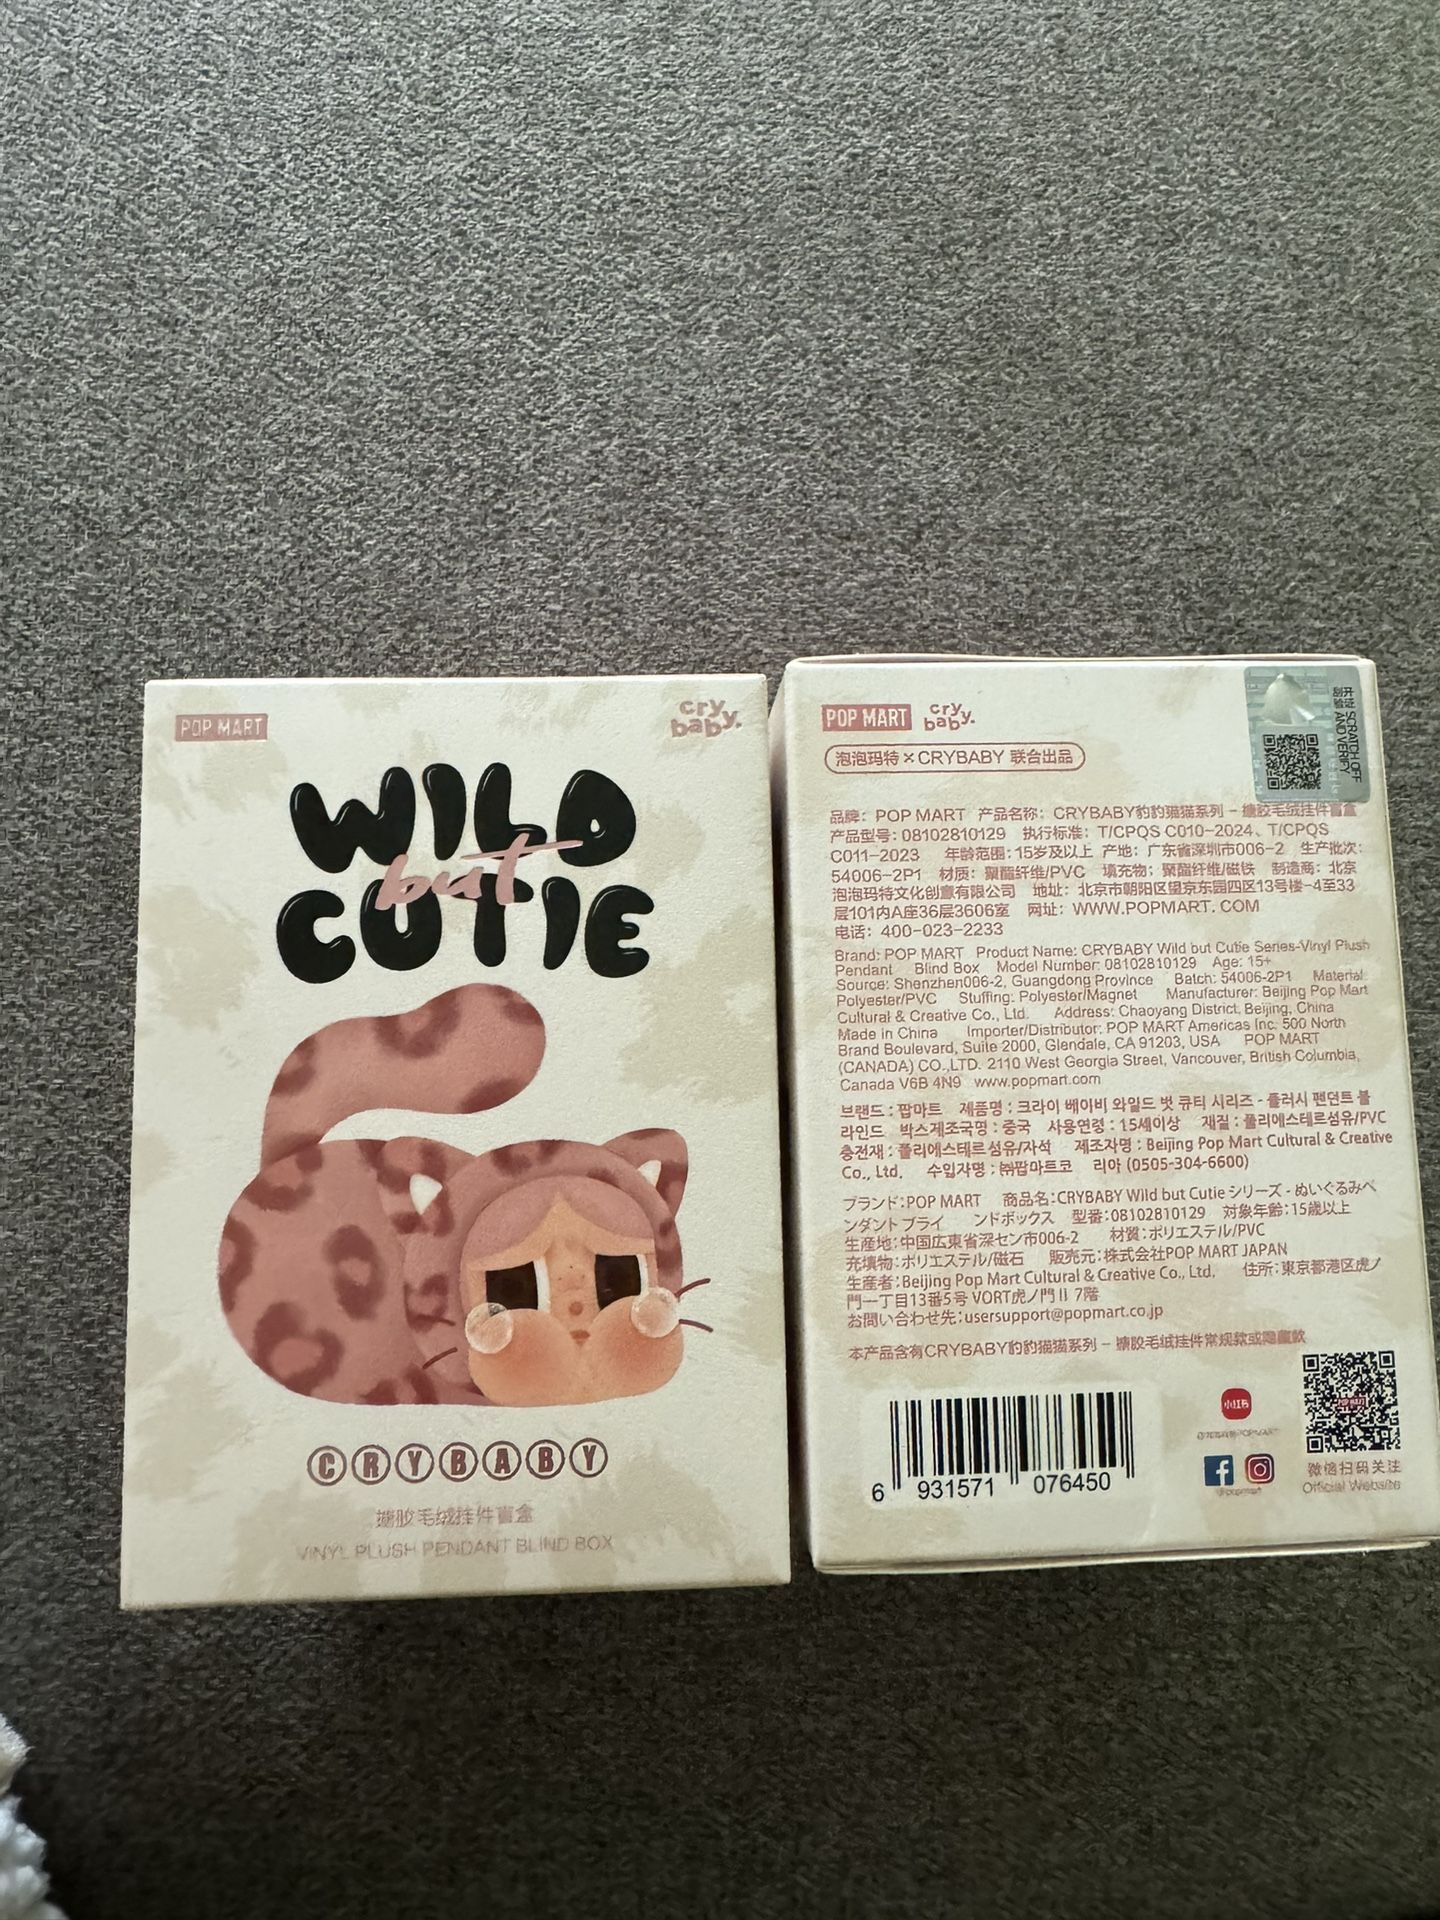 POP MART
cry
baby.
WILD
but
CUTIE
CRYBABY
搪胶毛绒挂件盲盒
VINYL PLUSH PENDANT BLIND BOX
POP MART
cry
baby.
泡泡玛特×CRYBABY 联合出品
SCRATCH OFF
AND VERIFY
品牌：POP MART 产品名称：CRYBABY豹豹猫猫系列－搪胶毛绒挂件盲盒
产品型号：08102810129 执行标准：T/CPQS C010-2024、T/CPQS
C011-2023 年龄范围：15岁及以上 产地：广东省深圳市006-2 生产批次：
54006-2P1 材质：聚酯纤维/PVC 填充物：聚酯纤维/磁铁 制造商：北京
泡泡玛特文化创意有限公司 地址：北京市朝阳区望京东园四区13号楼-4至33
层101内A座36层3606室 网址：WWW.POPMART.COM
电话：400-023-2233
Brand: POP MART Product Name: CRYBABY Wild but Cutie Series-Vinyl Plush
Pendant Blind Box Model Number: 08102810129 Age: 15+
Source: Shenzhen006-2, Guangdong Province Batch: 54006-2P1 Material:
Polyester/PVC Stuffing: Polyester/Magnet Manufacturer: Beijing Pop Mart
Cultural & Creative Co., Ltd. Address: Chaoyang District, Beijing, China
Made in China Importer/Distributor: POP MART Americas Inc. 500 North
Brand Boulevard, Suite 2000, Glendale, CA 91203, USA POP MART
(CANADA) CO.,LTD. 2110 West Georgia Street, Vancouver, British Columbia,
Canada V6B 4N9 www.popmart.com
브랜드 : 팝마트 제품명 : 크라이 베이비 와일드 벗 큐티 시리즈 - 플러시 펜던트 블
라인드 박스제조국명 : 중국 사용연령 : 15세이상 재질 : 폴리에스테르섬유/PVC
충전재 : 폴리에스테르섬유/자석 제조자명 : Beijing Pop Mart Cultural & Creative
Co., Ltd. 수입자명 : ㈜팝마트코 리아 (0505-304-6600)
ブランド：POP MART 商品名：CRYBABY Wild but Cutie シリーズ - ぬいぐるみペ
ンダント ブライ ンドボックス 型番：08102810129 対象年齢：15歳以上
生産地：中国広東省深セン市006-2 材質：ポリエステル/PVC
充填物：ポリエステル/磁石 販売元：株式会社POP MART JAPAN
生産者：Beijing Pop Mart Cultural & Creative Co., Ltd. 住所：東京都港区虎ノ
門一丁目13番5号 VORT虎ノ門Ⅱ 7階
お問い合わせ先：usersupport@popmart.co.jp
本产品含有CRYBABY豹豹猫猫系列－搪胶毛绒挂件常规款或隐藏款
6 931571 076450
小红书
POP MART
@popmart
微信扫码关注
Official Website